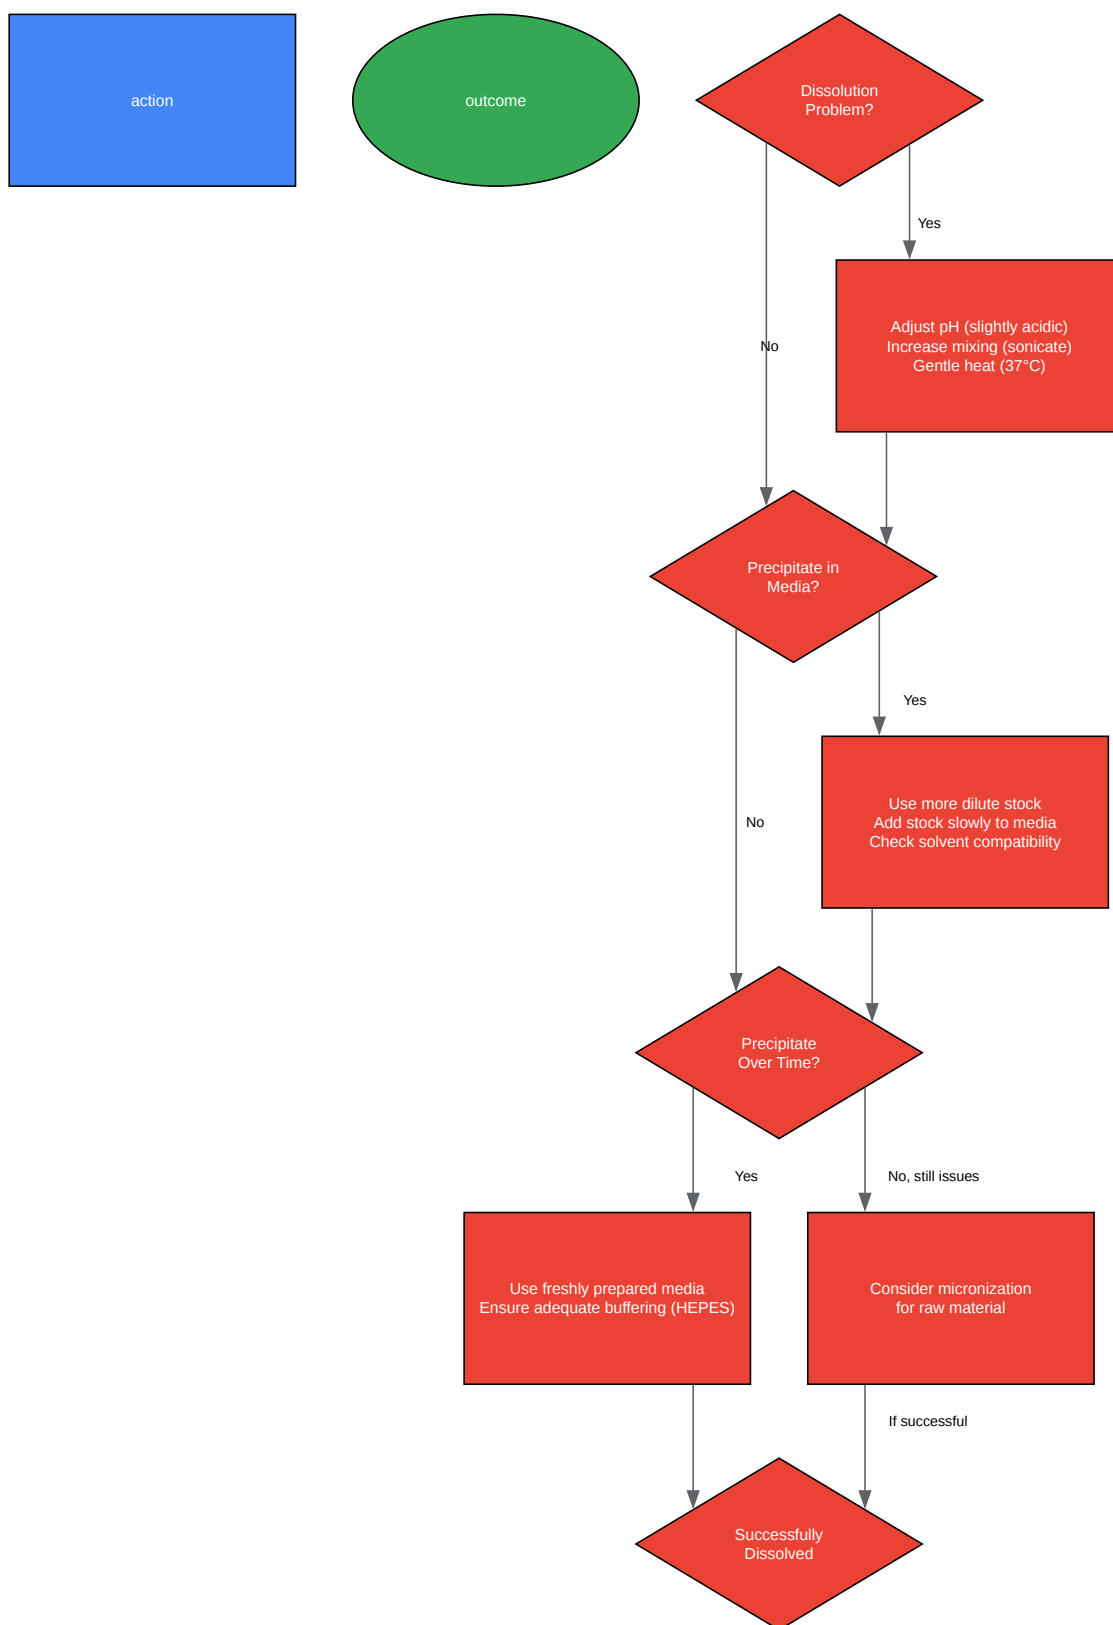 action
outcome
Dissolution
Problem?
Yes
No
Adjust pH (slightly acidic)
Increase mixing (sonicate)
Gentle heat (37°C)
Precipitate in
Media?
Yes
No
Use more dilute stock
Add stock slowly to media
Check solvent compatibility
Precipitate
Over Time?
Yes
No, still issues
Use freshly prepared media
Ensure adequate buffering (HEPES)
Consider micronization
for raw material
If successful
Successfully
Dissolved